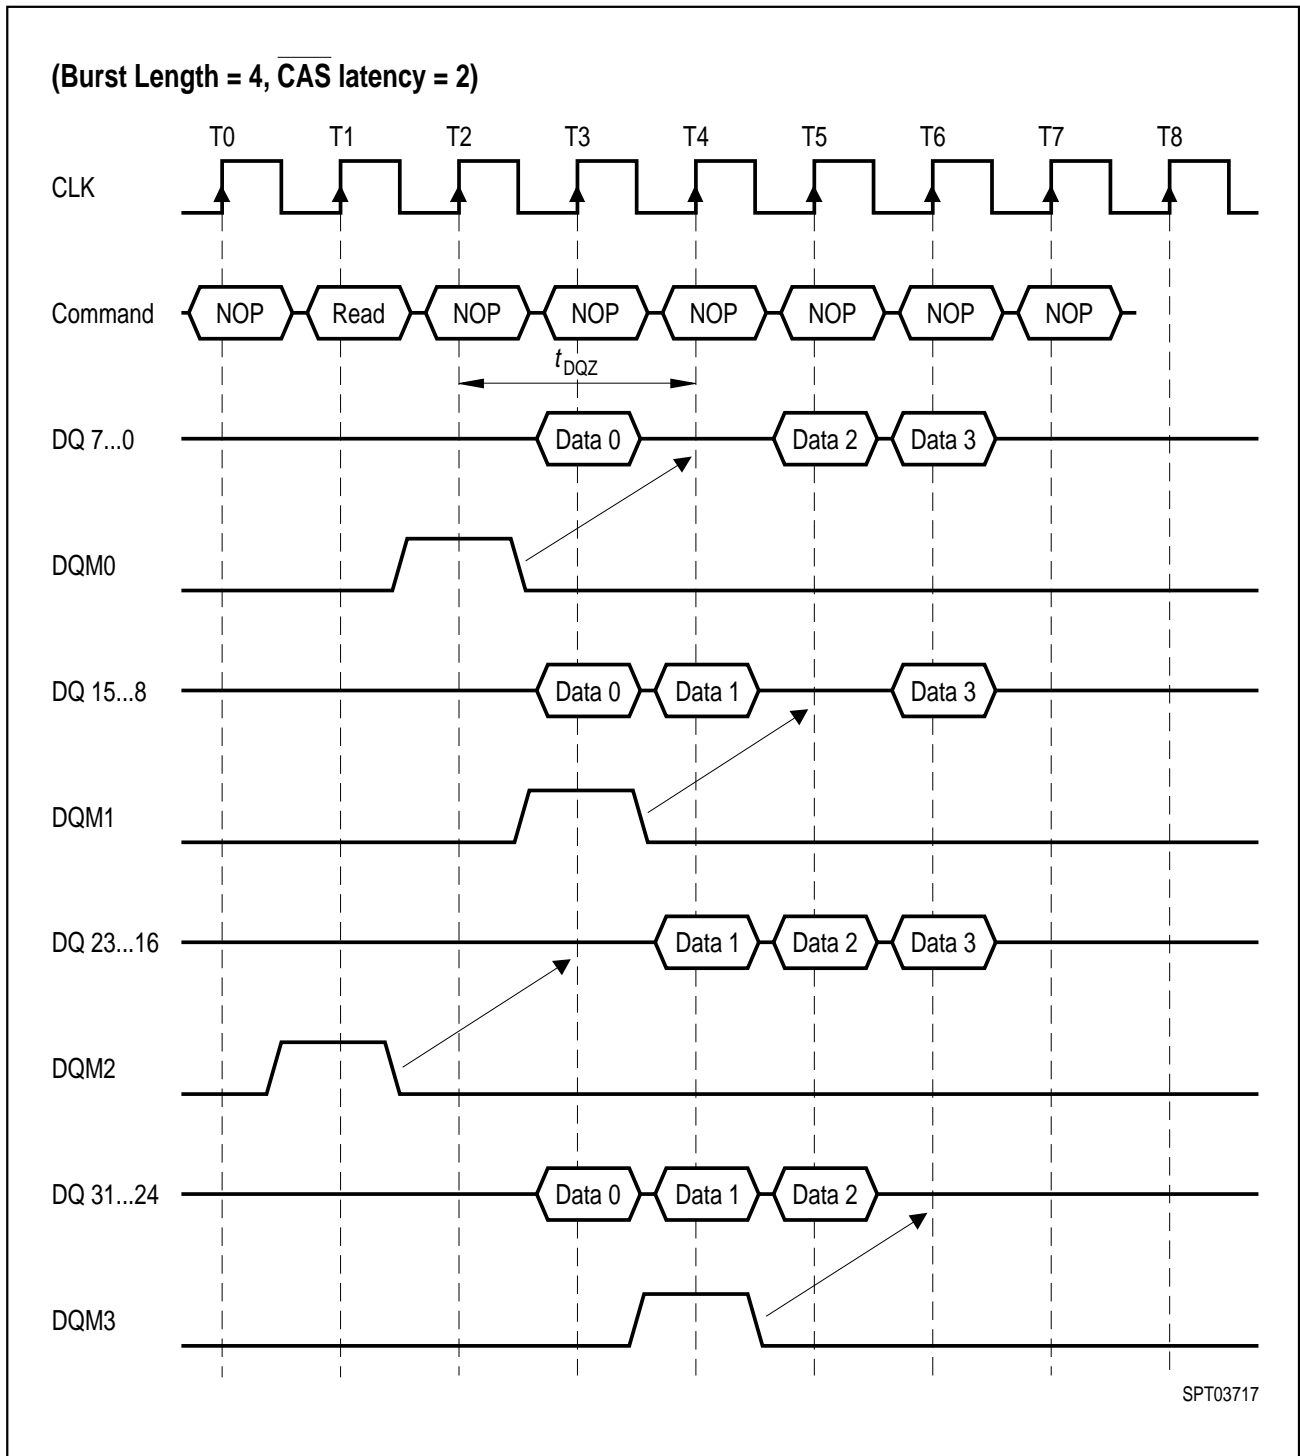 (Burst Length = 4, CAS latency = 2)
T0 T1 T2 T3 T4 T5 T6 T7 T8
CLK
Command NOP Read NOP NOP NOP NOP NOP NOP
tDQZ
DQ 7...0 Data 0 Data 2 Data 3
DQM0
DQ 15...8 Data 0 Data 1 Data 3
DQM1
DQ 23...16 Data 1 Data 2 Data 3
DQM2
DQ 31...24 Data 0 Data 1 Data 2
DQM3
SPT03717